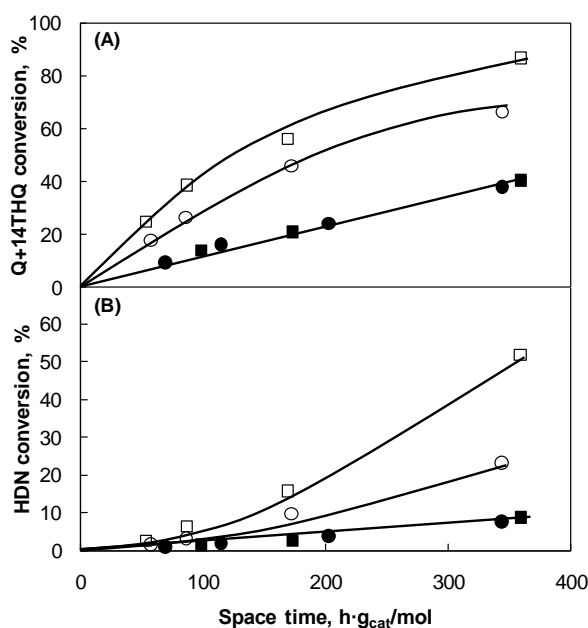 100
80
60
40
20
0
Q+14THQ conversion, %
(A)
60
50
40
30
20
10
0
HDN conversion, %
(B)
0 100 200 300 400
Space time, h·gcat/mol